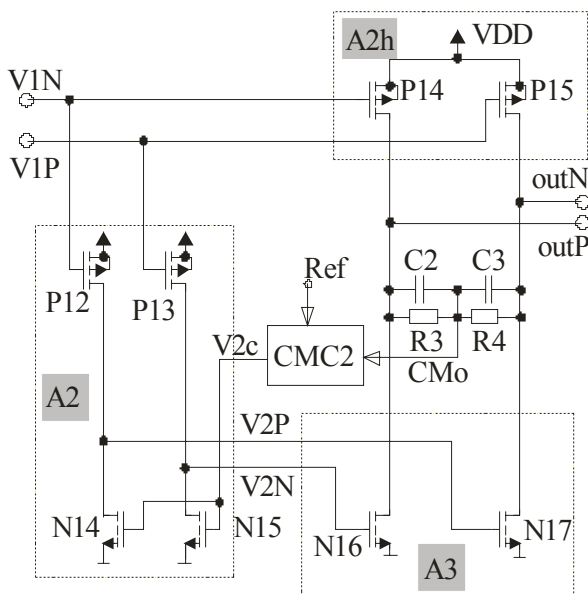 A2h
VDD
V1N
P14
P15
V1P
outN
outP
Ref
C2
C3
P12
P13
V2c
CMC2
R3
R4
CMo
A2
V2P
V2N
N14
N15
N16
N17
A3